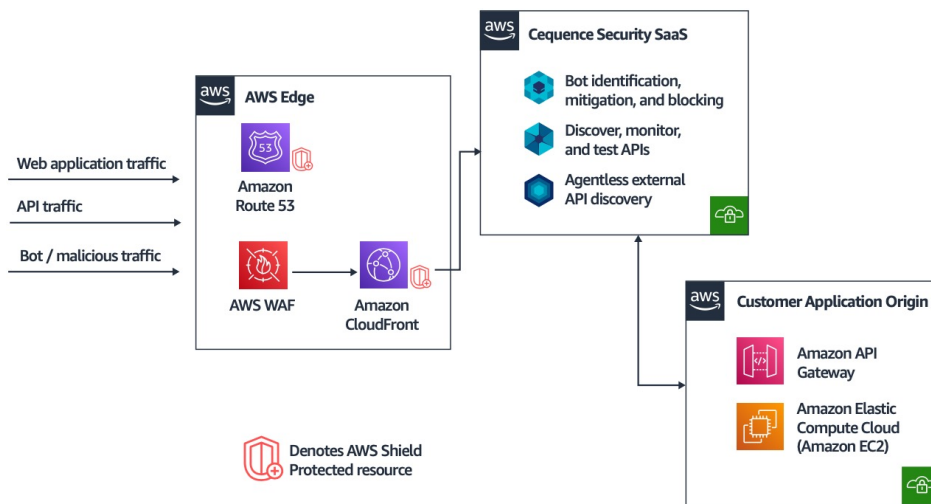 aws
Cequence Security SaaS
Bot identification,
mitigation, and blocking
Discover, monitor,
and test APIs
Agentless external
API discovery
aws
AWS Edge
53
Amazon
Route 53
AWS WAF
Amazon
CloudFront
Web application traffic
API traffic
Bot / malicious traffic
aws
Customer Application Origin
</>
Amazon API
Gateway
Amazon Elastic
Compute Cloud
(Amazon EC2)
Denotes AWS Shield
Protected resource